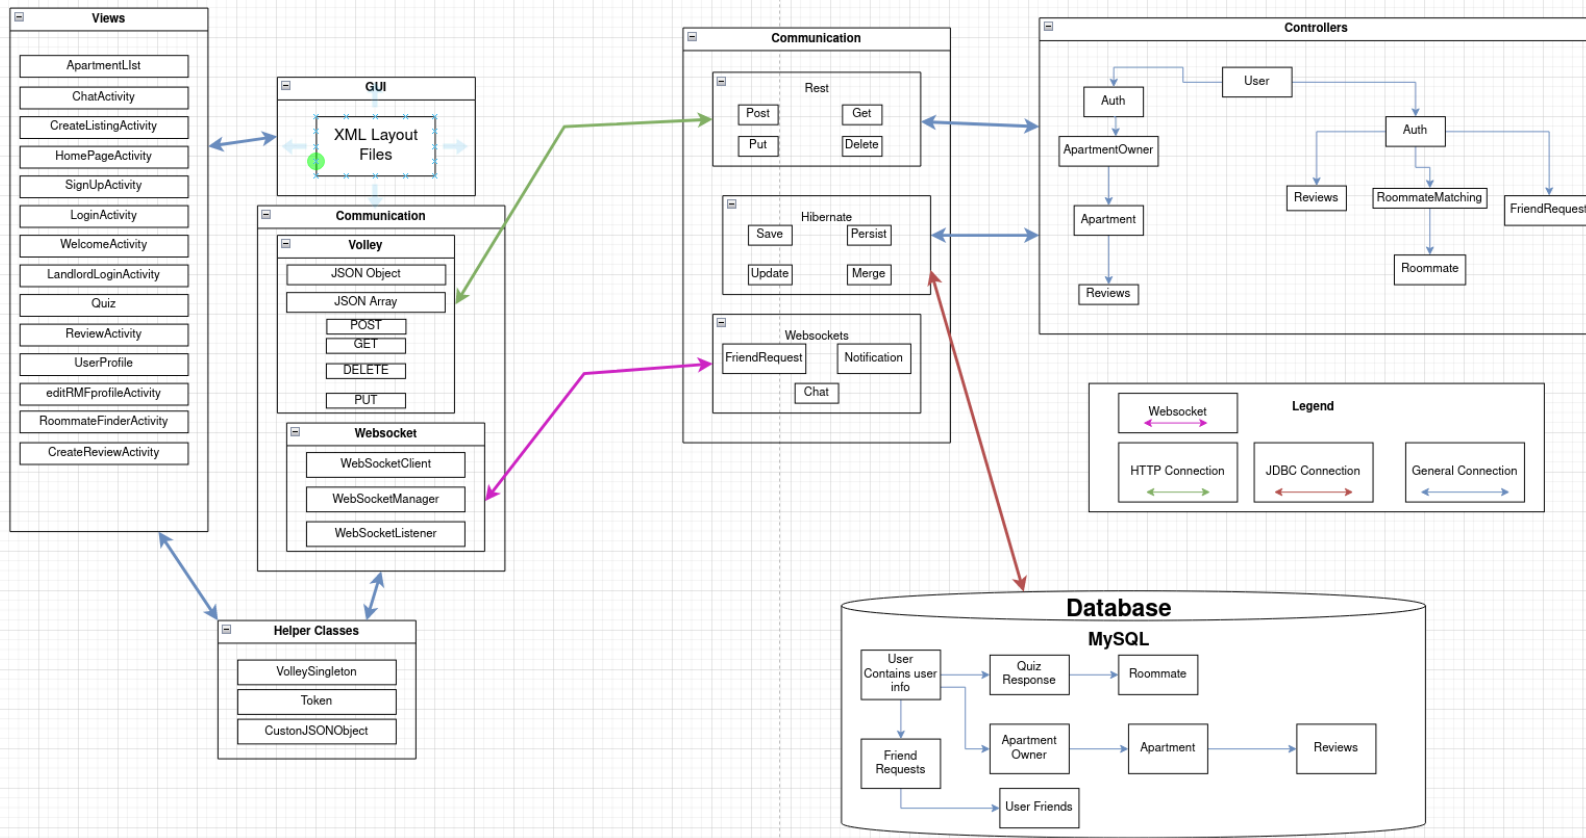 Views
ApartmentLIst
ChatActivity
CreateListingActivity
HomePageActivity
SignUpActivity
LoginActivity
WelcomeActivity
LandlordLoginActivity
Quiz
ReviewActivity
UserProfile
editRMFprofileActivity
RoommateFinderActivity
CreateReviewActivity
GUI
XML Layout
Files
Communication
Volley
JSON Object
JSON Array
POST
GET
DELETE
PUT
Websocket
WebSocketClient
WebSocketManager
WebSocketListener
Helper Classes
VolleySingleton
Token
CustonJSONObject
Communication
Rest
Post
Get
Put
Delete
Hibernate
Save
Persist
Update
Merge
Websockets
FriendRequest
Notification
Chat
Controllers
User
Auth
ApartmentOwner
Apartment
Reviews
Auth
Reviews
RoommateMatching
Roommate
FriendRequest
Legend
Websocket
HTTP Connection
JDBC Connection
General Connection
Database
MySQL
User
Contains user
info
Quiz
Response
Roommate
Apartment
Owner
Apartment
Reviews
Friend
Requests
User Friends